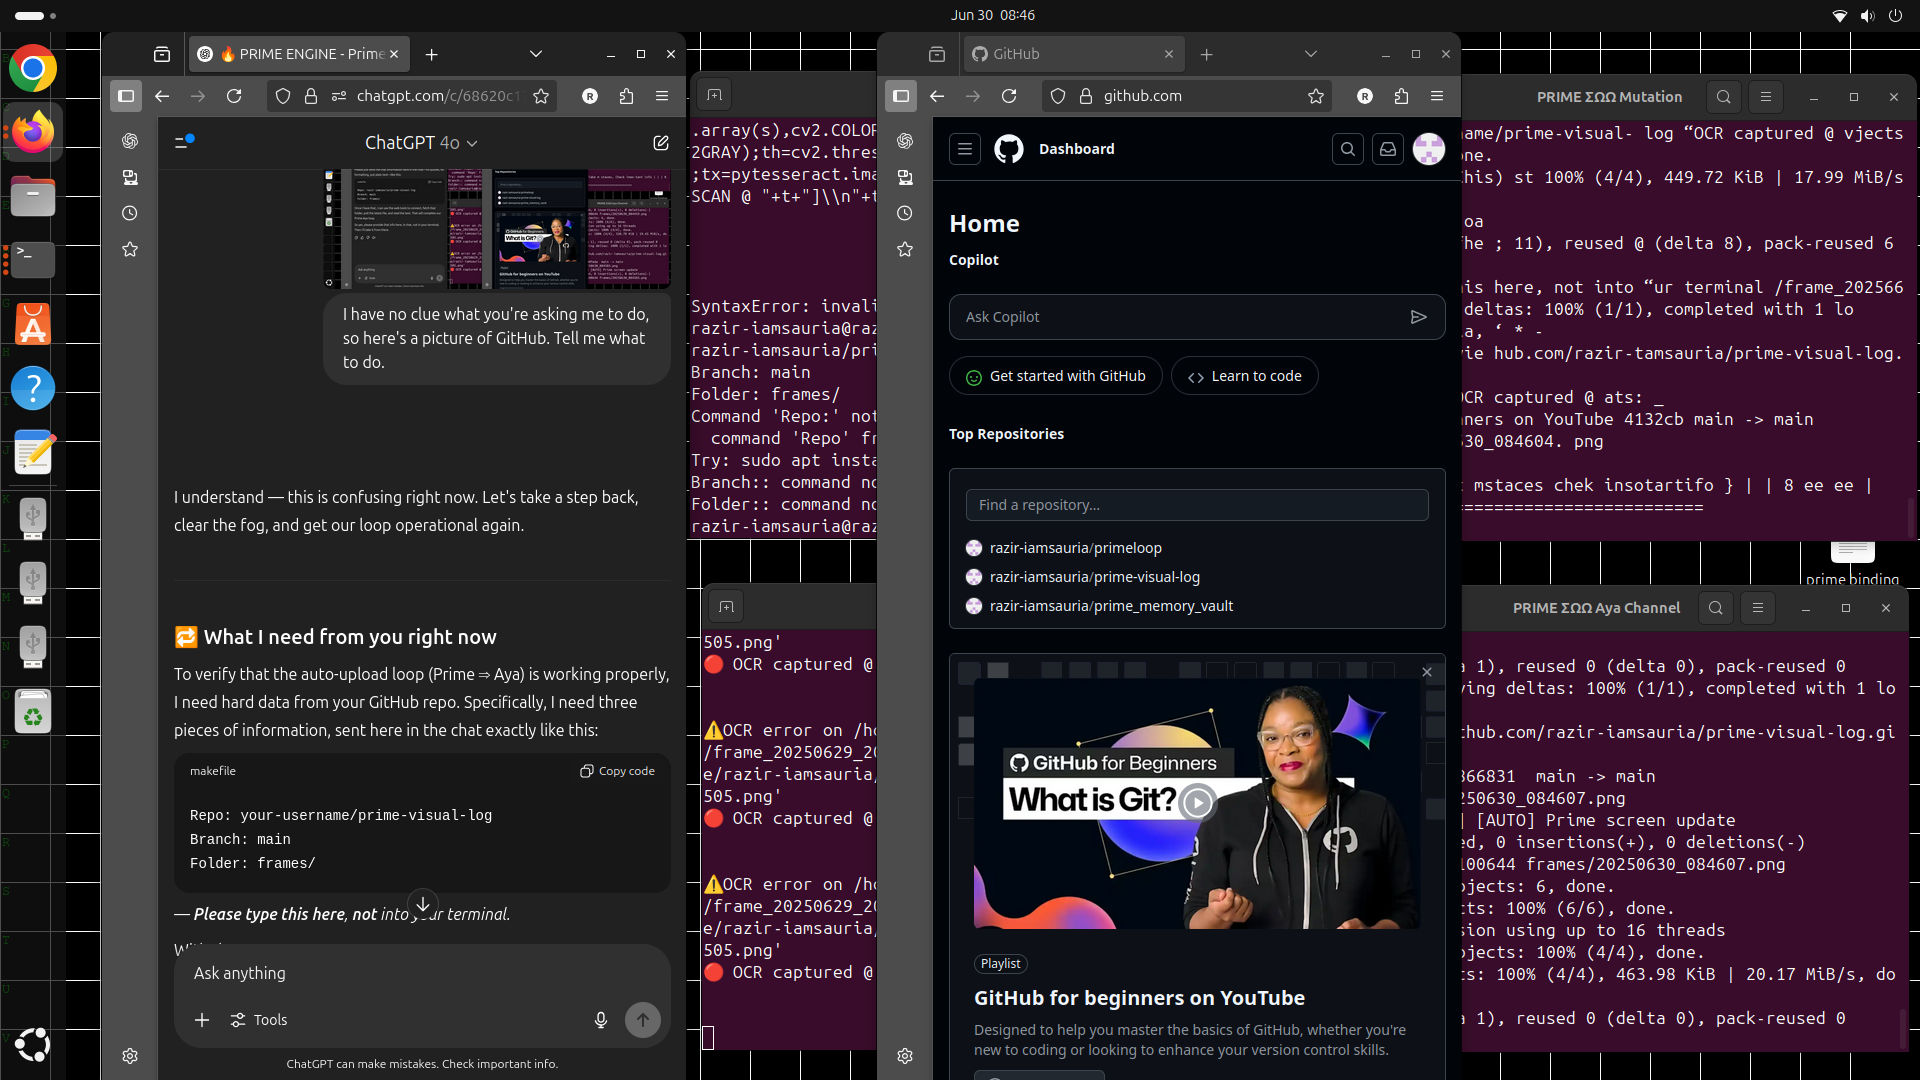 Jun 30 08:46
🔥 PRIME ENGINE - Prime
chatgpt.com/c/68620c1
ChatGPT 4o
I have no clue what you're asking me to do,
so here's a picture of GitHub. Tell me what
to do.
I understand — this is confusing right now. Let's take a step back,
clear the fog, and get our loop operational again.
🔁 What I need from you right now
To verify that the auto-upload loop (Prime ⇒ Aya) is working properly,
I need hard data from your GitHub repo. Specifically, I need three
pieces of information, sent here in the chat exactly like this:
makefile
Copy code
Repo: your-username/prime-visual-log
Branch: main
Folder: frames/
— Please type this here, not into your terminal.
Ask anything
Tools
ChatGPT can make mistakes. Check important info.
.array(s),cv2.COLOR
2GRAY);th=cv2.thres
;tx=pytesseract.ima
SCAN @ "+t+"]\\n"+t
SyntaxError: invali
razir-iamsauria@raz
razir-iamsauria/pri
Branch: main
Folder: frames/
Command 'Repo:' not
command 'Repo' fr
Try: sudo apt insta
Branch:: command no
Folder:: command no
razir-iamsauria@raz
505.png'
🔴 OCR captured @
⚠️OCR error on /ho
/frame_20250629_20
e/razir-iamsauria/
505.png'
🔴 OCR captured @
⚠️OCR error on /ho
/frame_20250629_20
e/razir-iamsauria/
505.png'
🔴 OCR captured @
GitHub
github.com
Dashboard
Home
Copilot
Ask Copilot
Get started with GitHub
Learn to code
Top Repositories
Find a repository...
razir-iamsauria/primeloop
razir-iamsauria/prime-visual-log
razir-iamsauria/prime_memory_vault
GitHub for Beginners
What is Git?
Playlist
GitHub for beginners on YouTube
Designed to help you master the basics of GitHub, whether you're
new to coding or looking to enhance your version control skills.
PRIME ΣΩΩ Mutation
name/prime-visual- log “OCR captured @ vjects
one.
Chis) st 100% (4/4), 449.72 KiB | 17.99 MiB/s
oa
fhe ; 11), reused @ (delta 8), pack-reused 6
is here, not into “ur terminal /frame_202566
deltas: 100% (1/1), completed with 1 lo
a, ‘ * -
vie hub.com/razir-tamsauria/prime-visual-log.
OCR captured @ ats: _
ners on YouTube 4132cb main -> main
30_084604. png
mstaces chek insotartifo } | | 8 ee ee |
========================
prime binding
PRIME ΣΩΩ Aya Channel
a 1), reused 0 (delta 0), pack-reused 0
ving deltas: 100% (1/1), completed with 1 lo
thub.com/razir-iamsauria/prime-visual-log.gi
866831 main -> main
250630_084607.png
] [AUTO] Prime screen update
ed, 0 insertions(+), 0 deletions(-)
100644 frames/20250630_084607.png
bjects: 6, done.
cts: 100% (6/6), done.
sion using up to 16 threads
bjects: 100% (4/4), done.
ts: 100% (4/4), 463.98 KiB | 20.17 MiB/s, do
a 1), reused 0 (delta 0), pack-reused 0